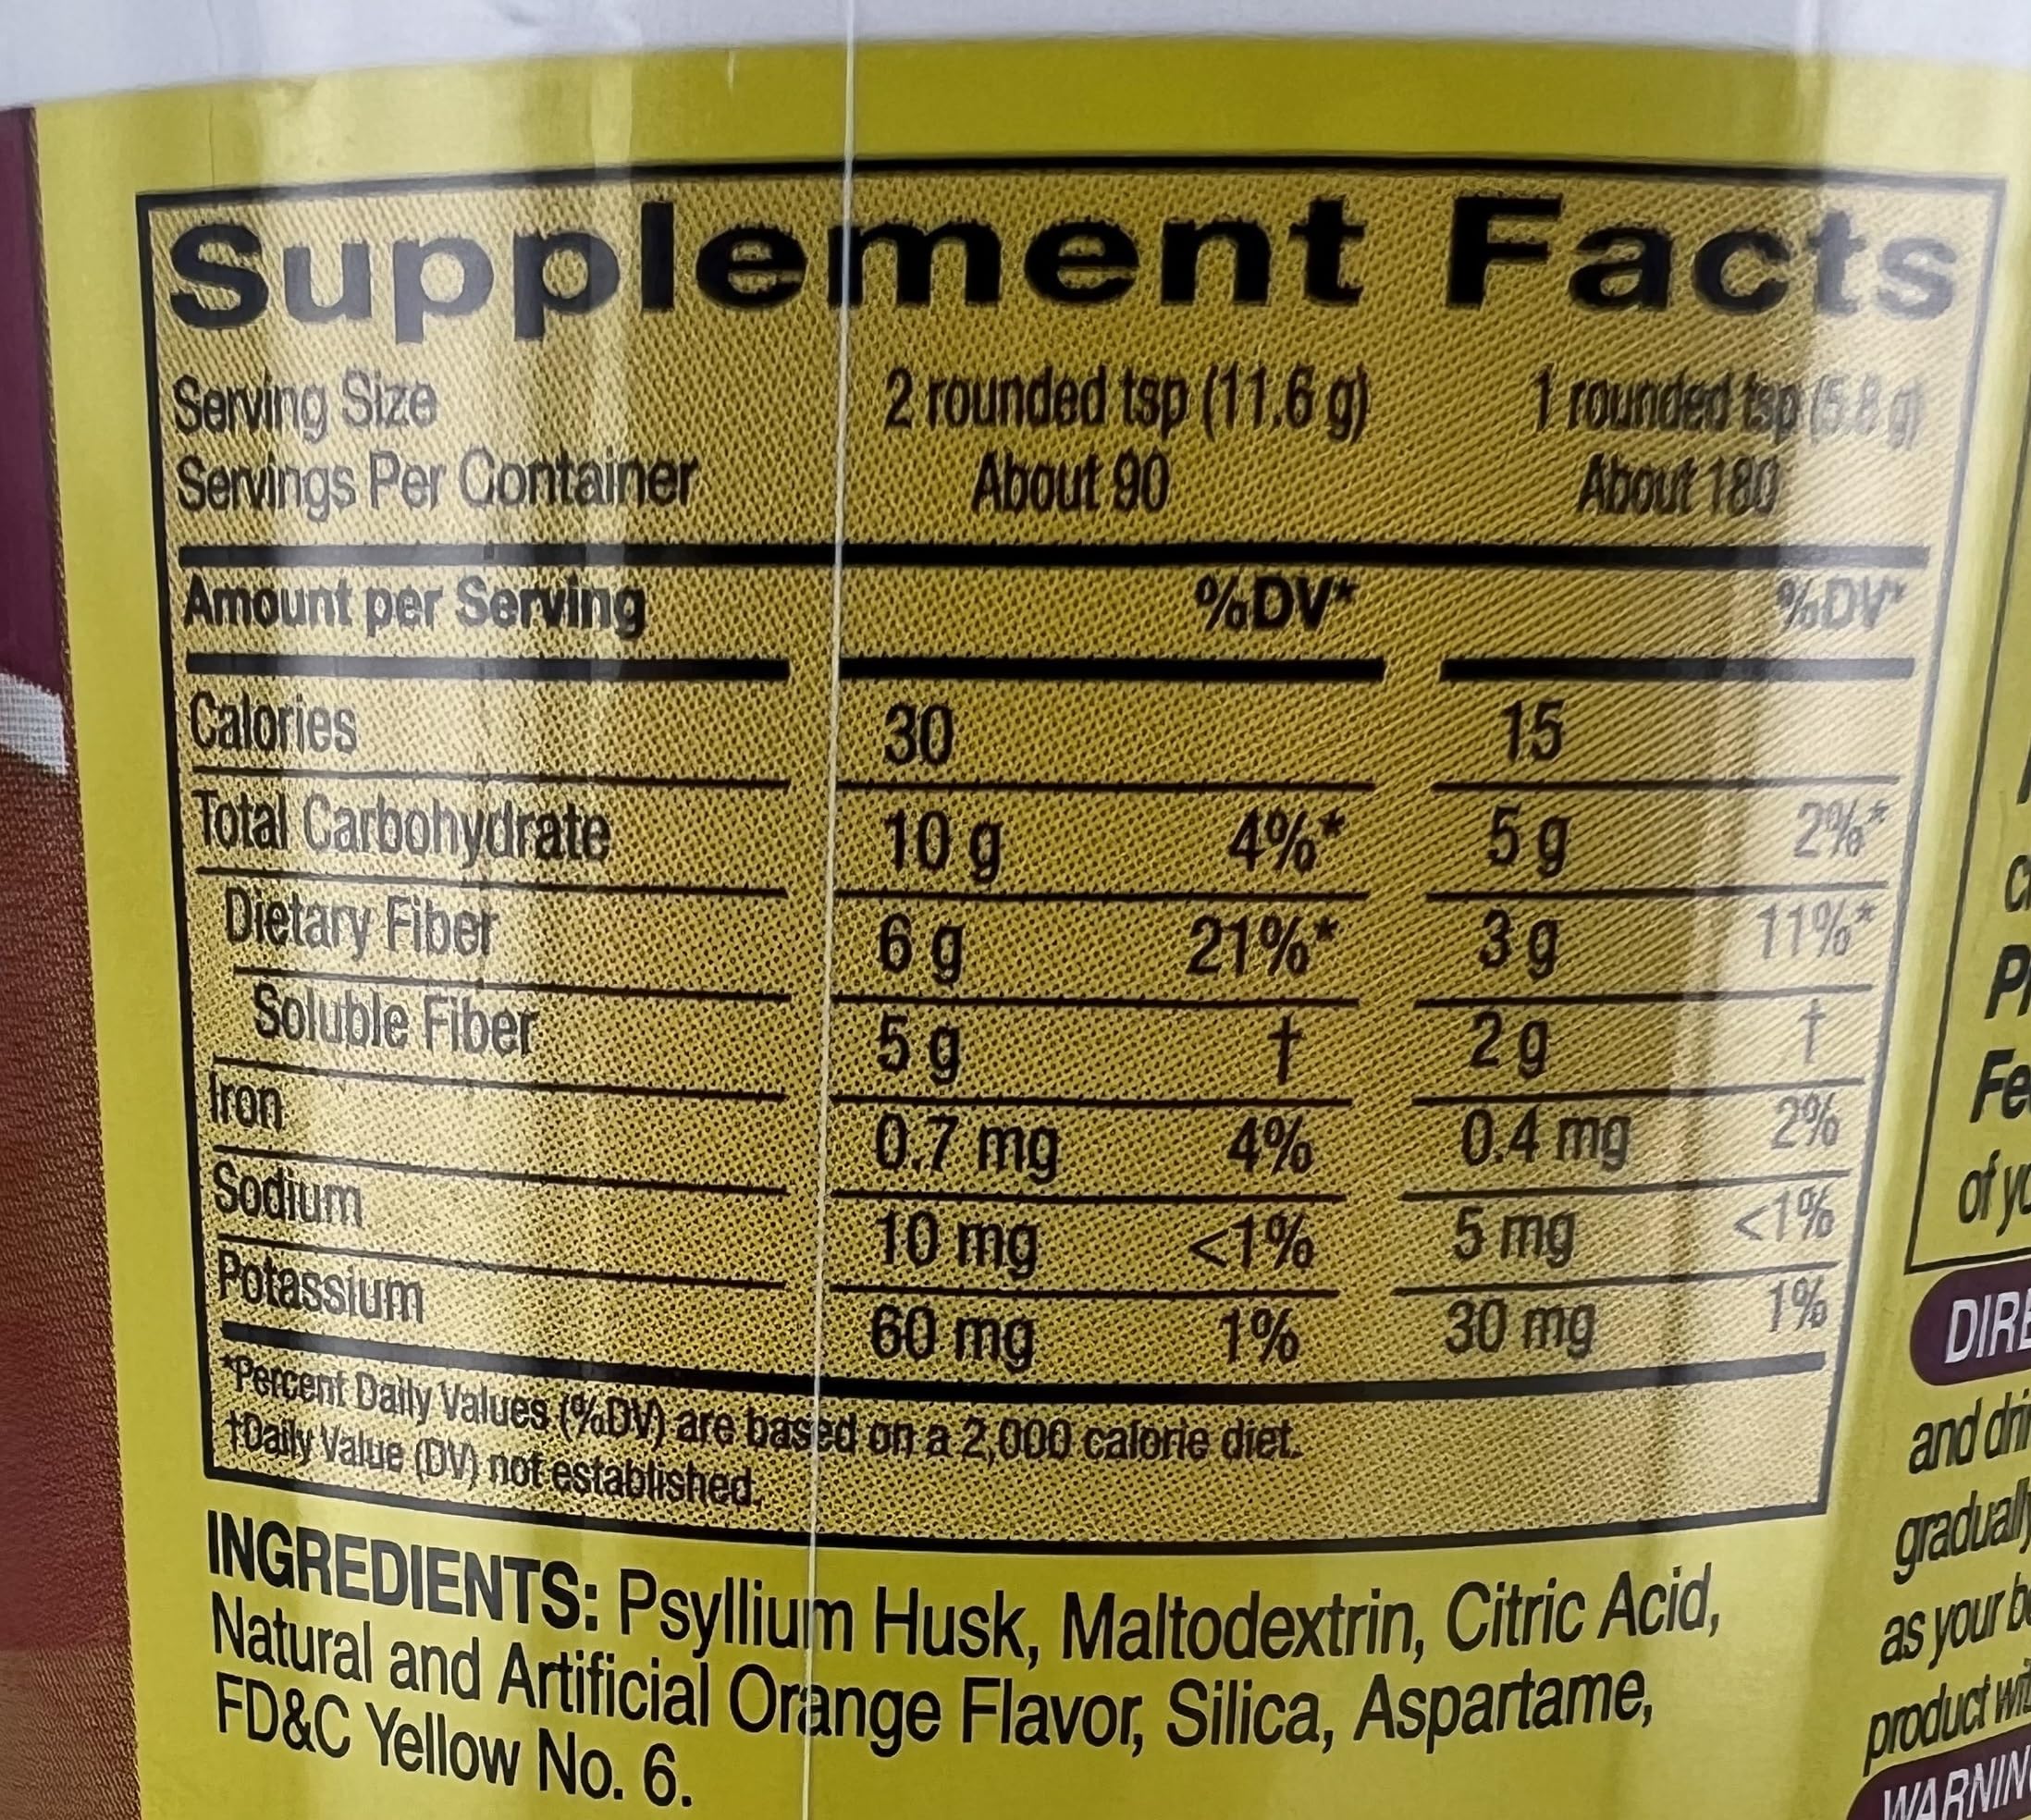 Supplement Facts
Serving Size 2 rounded tsp (11.6 g) 1 rounded tsp (5.8 g)
Servings Per Container About 90 About 180
Amount per Serving %DV* %DV*
Calories 30 15
Total Carbohydrate 10 g 4%* 5 g 2%*
Dietary Fiber 6 g 21%* 3 g 11%*
Soluble Fiber 5 g † 2 g †
Iron 0.7 mg 4% 0.4 mg 2%
Sodium 10 mg <1% 5 mg <1%
Potassium 60 mg 1% 30 mg 1%
*Percent Daily Values (%DV) are based on a 2,000 calorie diet.
†Daily Value (DV) not established.
INGREDIENTS: Psyllium Husk, Maltodextrin, Citric Acid,
Natural and Artificial Orange Flavor, Silica, Aspartame,
FD&C Yellow No. 6.
of yo
DIRE
and dri
gradually
as your b
product wit
WARNIN